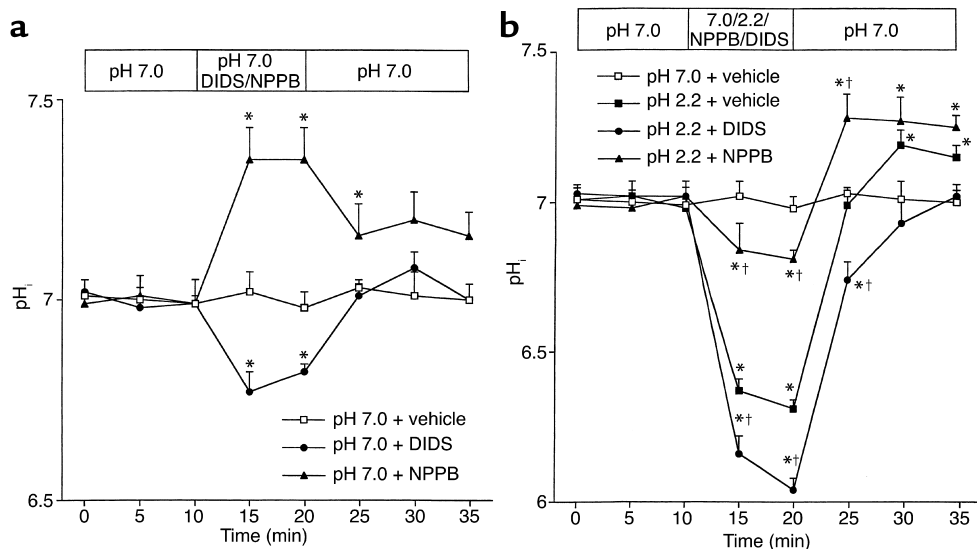 a
pH 7.0
pH 7.0
DIDS/NPPB
pH 7.0
7.5
7
6.5
pHi
*
*
*
*
*
pH 7.0 + vehicle
pH 7.0 + DIDS
pH 7.0 + NPPB
0 5 10 15 20 25 30 35
Time (min)
b
pH 7.0
7.0/2.2/
NPPB/DIDS
pH 7.0
7.5
7
6.5
6
pHi
pH 7.0 + vehicle
pH 2.2 + vehicle
pH 2.2 + DIDS
pH 2.2 + NPPB
*†
*
*
*
*
*†
*†
*†
*
*
*†
*†
0 5 10 15 20 25 30 35
Time (min)